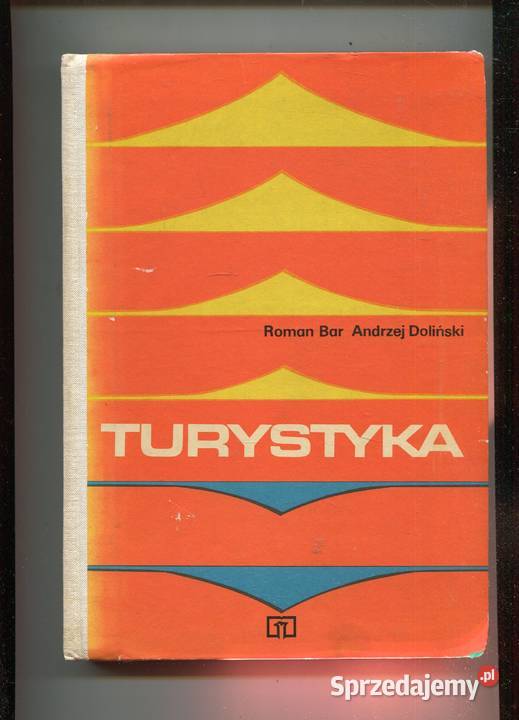 Roman Bar Andrzej Doliński
TURYSTYKA
Sprzedajemy.pl